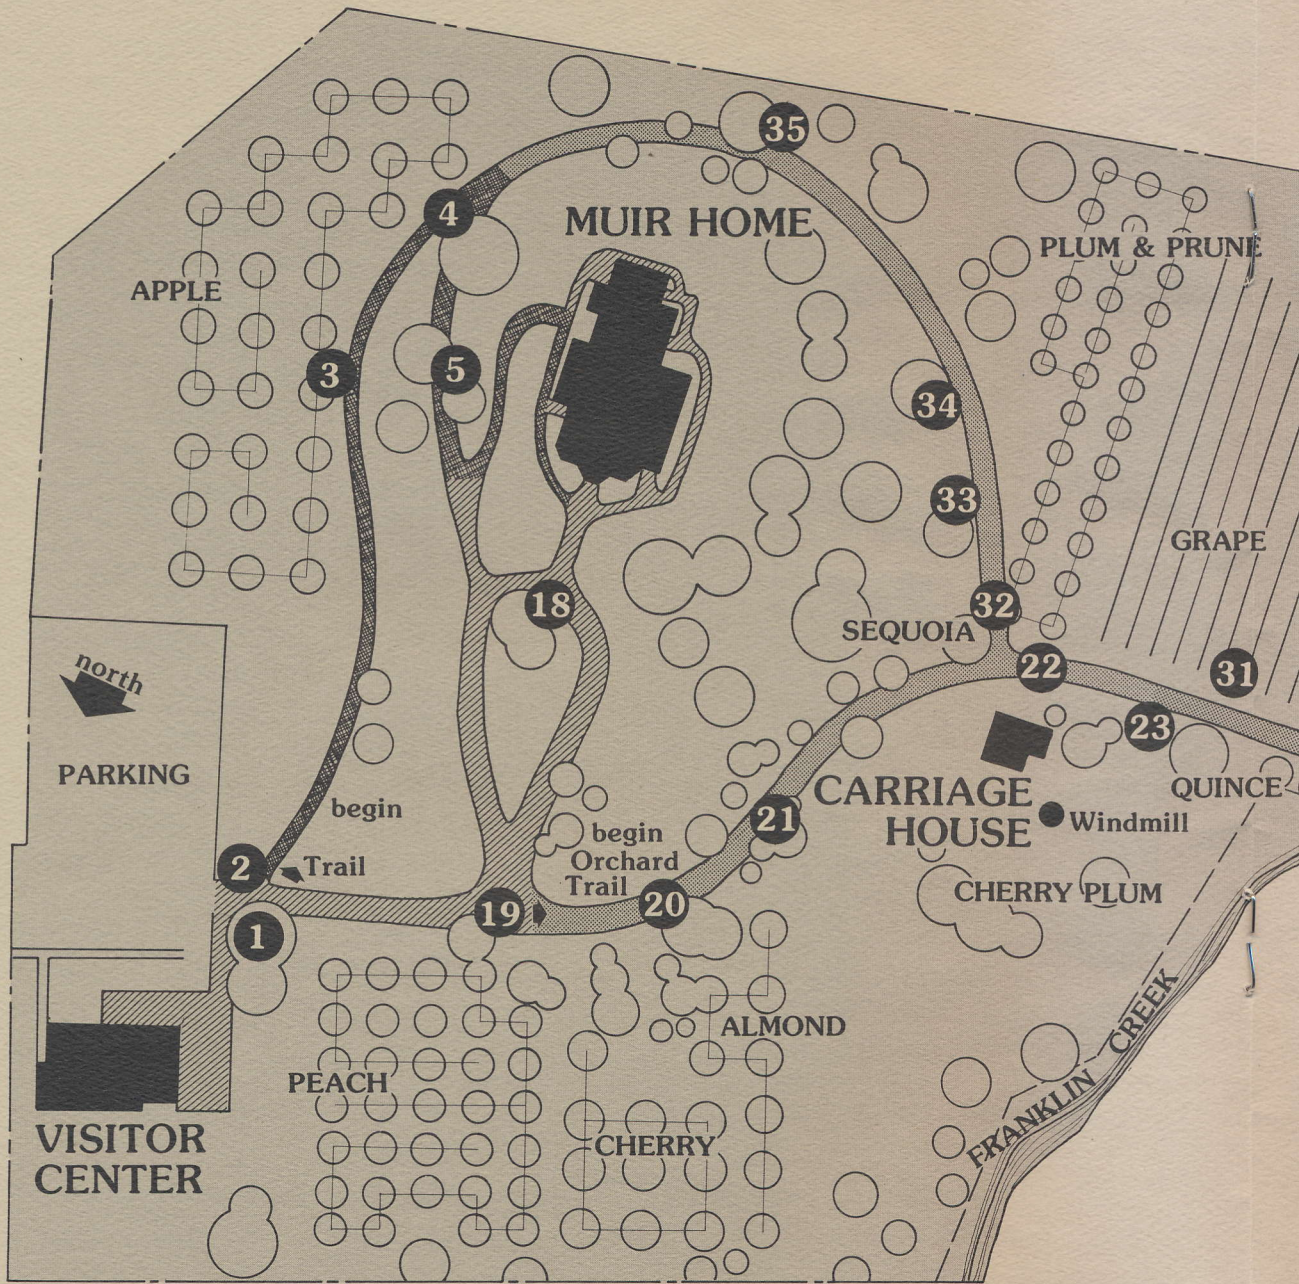 35
4
MUIR HOME
PLUM & PRUNE
APPLE
3
5
34
33
GRAPE
18
32
SEQUOIA
22
31
north
23
PARKING
QUINCE
begin
CARRIAGE
HOUSE
Windmill
21
begin
Orchard
Trail
2
Trail
CHERRY PLUM
19
20
1
CREEK
ALMOND
PEACH
FRANKLIN
CHERRY
VISITOR
CENTER